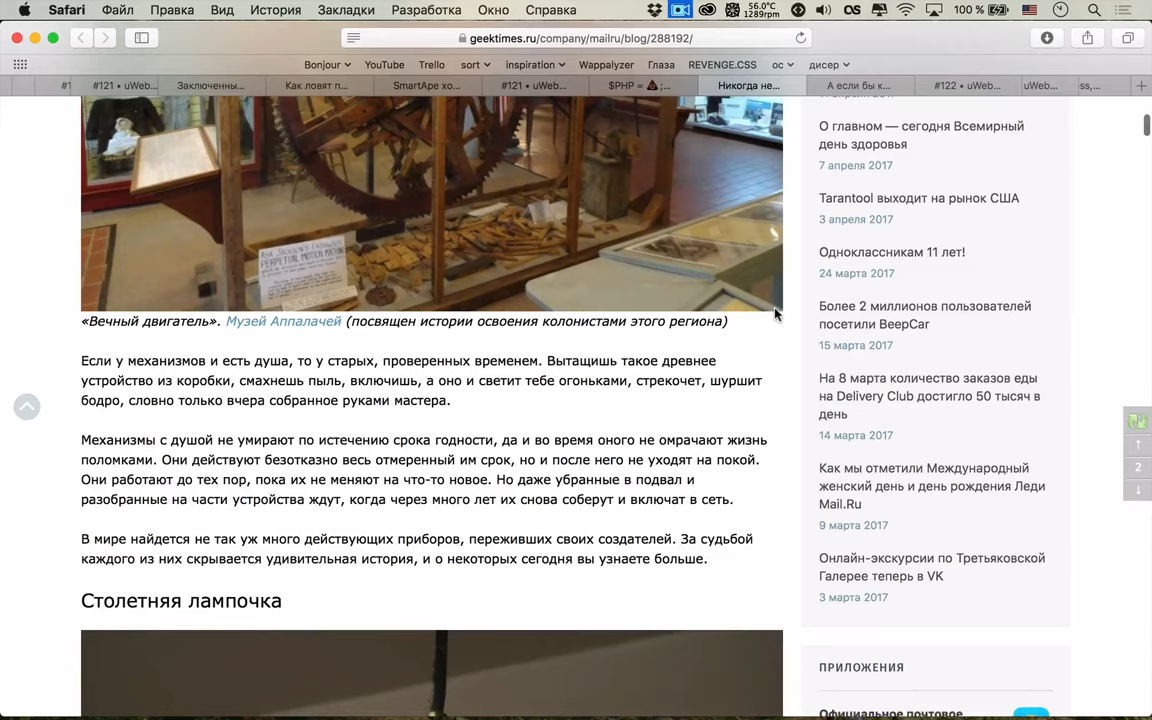 Safari Файл Правка Вид История Закладки Разработка Окно Справка 56.0°C 1289rpm 100 %
geektimes.ru/company/mailru/blog/288192/
Bonjour YouTube Trello sort inspiration Wappalyzer Глаза REVENGE.CSS ос дисер
#1 #121 • uWeb... Заключенны... Как ловят п... SmartApe хо... #121 • uWeb... $PHP = ;... Никогда не... А если бы к... #122 • uWeb... uWeb... ss,...
ASA JACKSON'S FABULOUS
PERPETUAL MOTION MACHINE
«Вечный двигатель». Музей Аппалачей (посвящен истории освоения колонистами этого региона)
Если у механизмов и есть душа, то у старых, проверенных временем. Вытащишь такое древнее
устройство из коробки, смахнешь пыль, включишь, а оно и светит тебе огоньками, стрекочет, шуршит
бодро, словно только вчера собранное руками мастера.
Механизмы с душой не умирают по истечению срока годности, да и во время оного не омрачают жизнь
поломками. Они действуют безотказно весь отмеренный им срок, но и после него не уходят на покой.
Они работают до тех пор, пока их не меняют на что-то новое. Но даже убранные в подвал и
разобранные на части устройства ждут, когда через много лет их снова соберут и включат в сеть.
В мире найдется не так уж много действующих приборов, переживших своих создателей. За судьбой
каждого из них скрывается удивительная история, и о некоторых сегодня вы узнаете больше.
Столетняя лампочка
О главном — сегодня Всемирный
день здоровья
7 апреля 2017
Tarantool выходит на рынок США
3 апреля 2017
Одноклассникам 11 лет!
24 марта 2017
Более 2 миллионов пользователей
посетили BeepCar
15 марта 2017
На 8 марта количество заказов еды
на Delivery Club достигло 50 тысяч в
день
14 марта 2017
Как мы отметили Международный
женский день и день рождения Леди
Mail.Ru
9 марта 2017
Онлайн-экскурсии по Третьяковской
Галерее теперь в VK
3 марта 2017
ПРИЛОЖЕНИЯ
Официальное почтовое
2